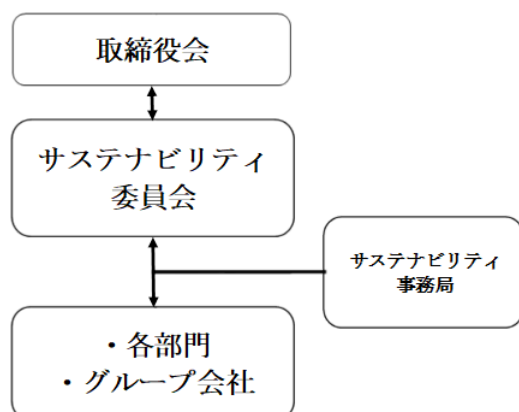 取締役会
サステナビリティ
委員会
サステナビリティ
事務局
・各部門
・グループ会社